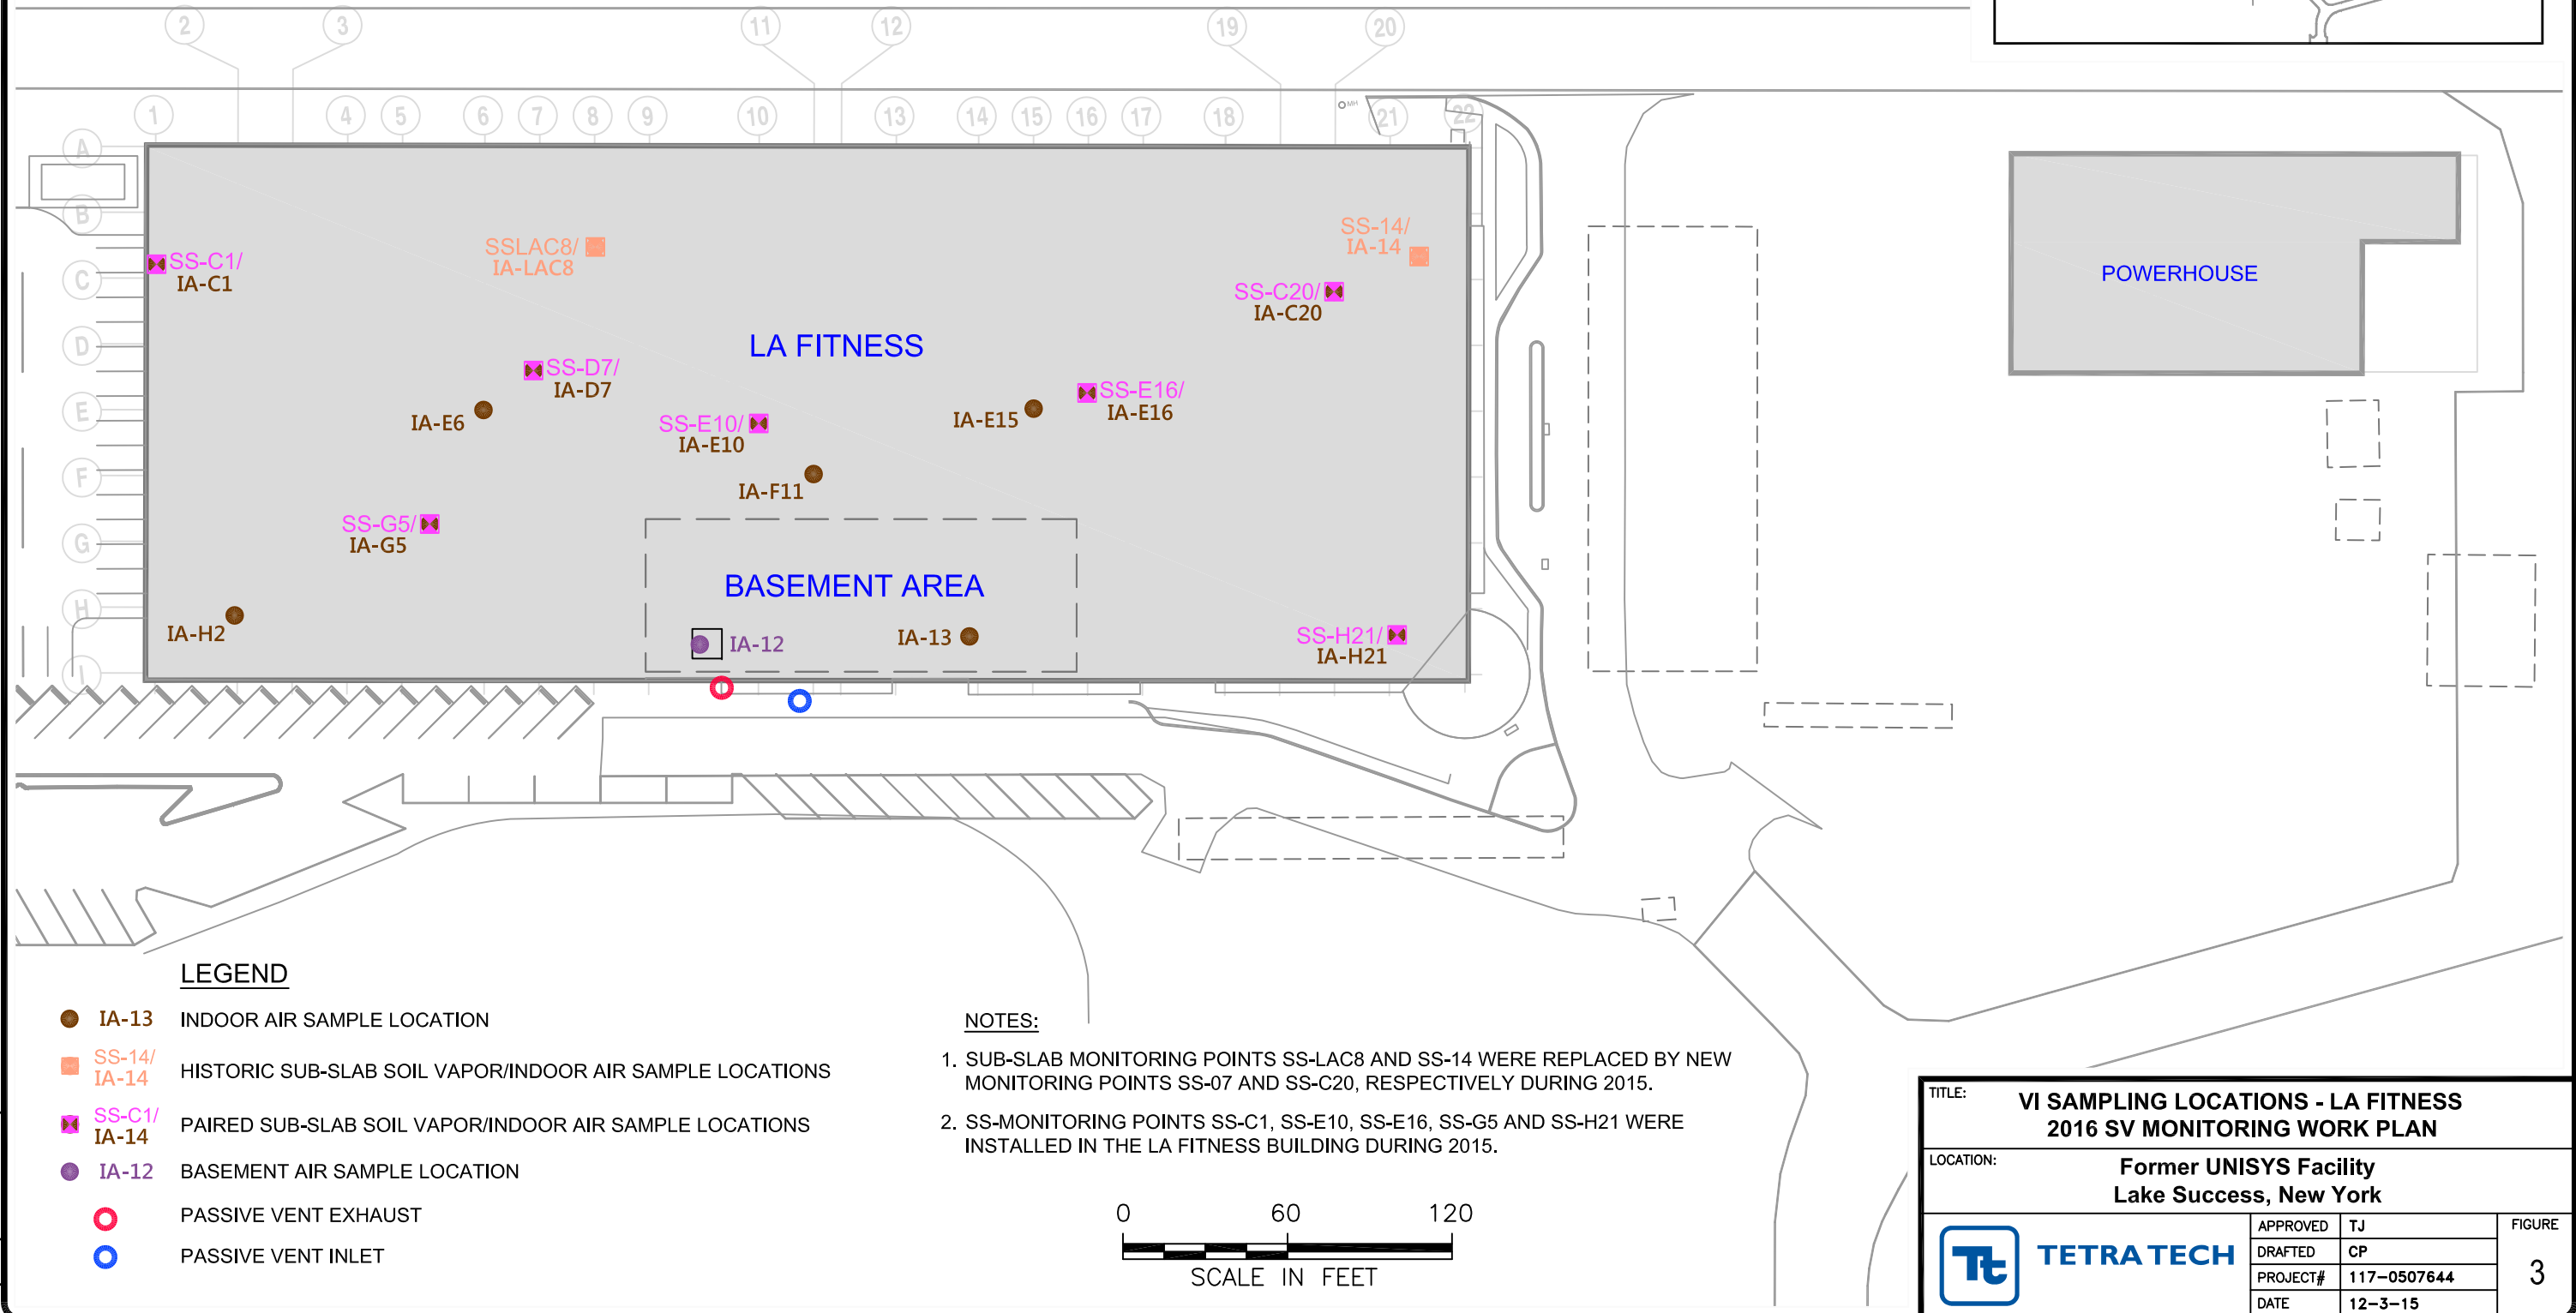 2 3 11 12 19 20
1 4 5 6 7 8 9 10 13 14 15 16 17 18 21 22
MH
A
B
C
D
E
F
G
H
I
SS-C1/
IA-C1
SSLAC8/
IA-LAC8
SS-14/
IA-14
SS-C20/
IA-C20
POWERHOUSE
LA FITNESS
SS-D7/
IA-D7
IA-E6
SS-E10/
IA-E10
IA-E15
SS-E16/
IA-E16
IA-F11
SS-G5/
IA-G5
BASEMENT AREA
IA-H2
IA-12
IA-13
SS-H21/
IA-H21
LEGEND
IA-13 INDOOR AIR SAMPLE LOCATION
SS-14/
IA-14 HISTORIC SUB-SLAB SOIL VAPOR/INDOOR AIR SAMPLE LOCATIONS
SS-C1/
IA-14 PAIRED SUB-SLAB SOIL VAPOR/INDOOR AIR SAMPLE LOCATIONS
IA-12 BASEMENT AIR SAMPLE LOCATION
PASSIVE VENT EXHAUST
PASSIVE VENT INLET
NOTES:
1. SUB-SLAB MONITORING POINTS SS-LAC8 AND SS-14 WERE REPLACED BY NEW
MONITORING POINTS SS-07 AND SS-C20, RESPECTIVELY DURING 2015.
2. SS-MONITORING POINTS SS-C1, SS-E10, SS-E16, SS-G5 AND SS-H21 WERE
INSTALLED IN THE LA FITNESS BUILDING DURING 2015.
0 60 120
SCALE IN FEET
TITLE: VI SAMPLING LOCATIONS - LA FITNESS
2016 SV MONITORING WORK PLAN
LOCATION: Former UNISYS Facility
Lake Success, New York
Tt TETRA TECH
APPROVED TJ
DRAFTED CP
PROJECT# 117-0507644
DATE 12-3-15
FIGURE
3